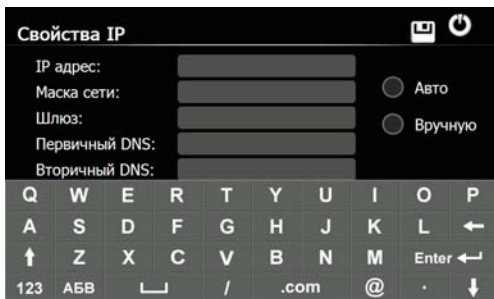 Свойства IP
IP адрес:
Маска сети:
Авто
Шлюз:
Вручную
Первичный DNS:
Вторичный DNS:
Q W E R T Y U I O P
A S D F G H J K L
Z X C V B N M Enter
123 АБВ / .com @ .